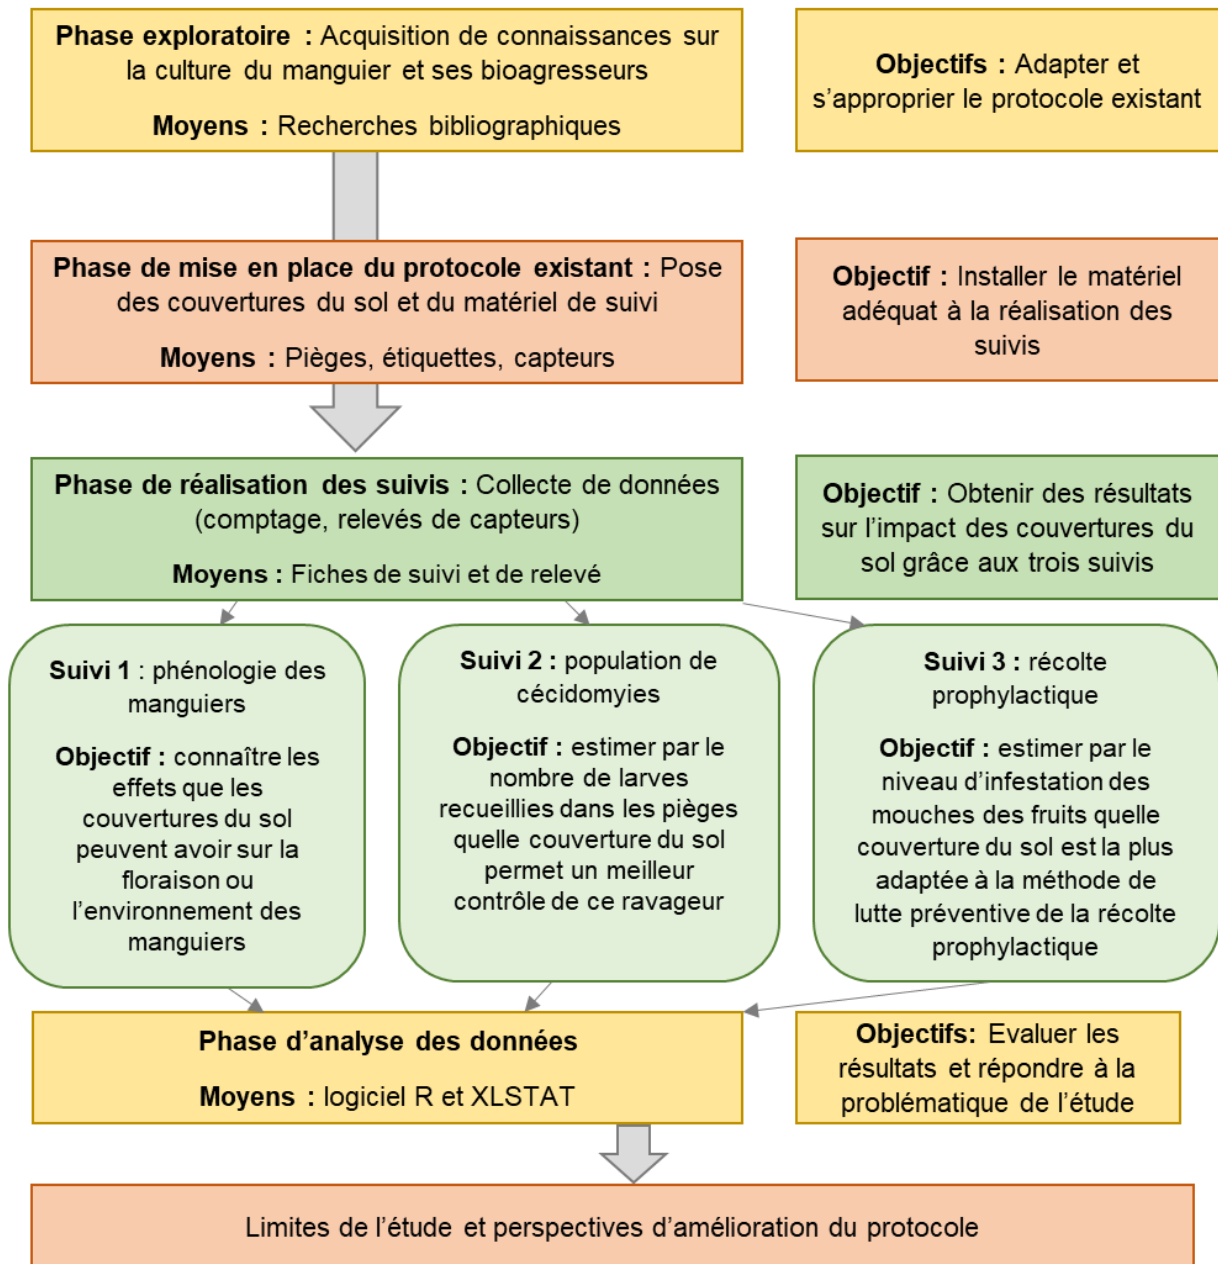 Phase exploratoire : Acquisition de connaissances sur
la culture du manguier et ses bioagresseurs
Moyens : Recherches bibliographiques
Objectifs : Adapter et
s’approprier le protocole existant
Phase de mise en place du protocole existant : Pose
des couvertures du sol et du matériel de suivi
Moyens : Pièges, étiquettes, capteurs
Objectif : Installer le matériel
adéquat à la réalisation des
suivis
Phase de réalisation des suivis : Collecte de données
(comptage, relevés de capteurs)
Moyens : Fiches de suivi et de relevé
Objectif : Obtenir des résultats
sur l’impact des couvertures du
sol grâce aux trois suivis
Suivi 1 : phénologie des
manguiers
Objectif : connaître les
effets que les
couvertures du sol
peuvent avoir sur la
floraison ou
l’environnement des
manguiers
Suivi 2 : population de
cécidomyies
Objectif : estimer par le
nombre de larves
recueillies dans les pièges
quelle couverture du sol
permet un meilleur
contrôle de ce ravageur
Suivi 3 : récolte
prophylactique
Objectif : estimer par le
niveau d’infestation des
mouches des fruits quelle
couverture du sol est la plus
adaptée à la méthode de
lutte préventive de la récolte
prophylactique
Phase d’analyse des données
Moyens : logiciel R et XLSTAT
Objectifs: Evaluer les
résultats et répondre à la
problématique de l’étude
Limites de l’étude et perspectives d’amélioration du protocole